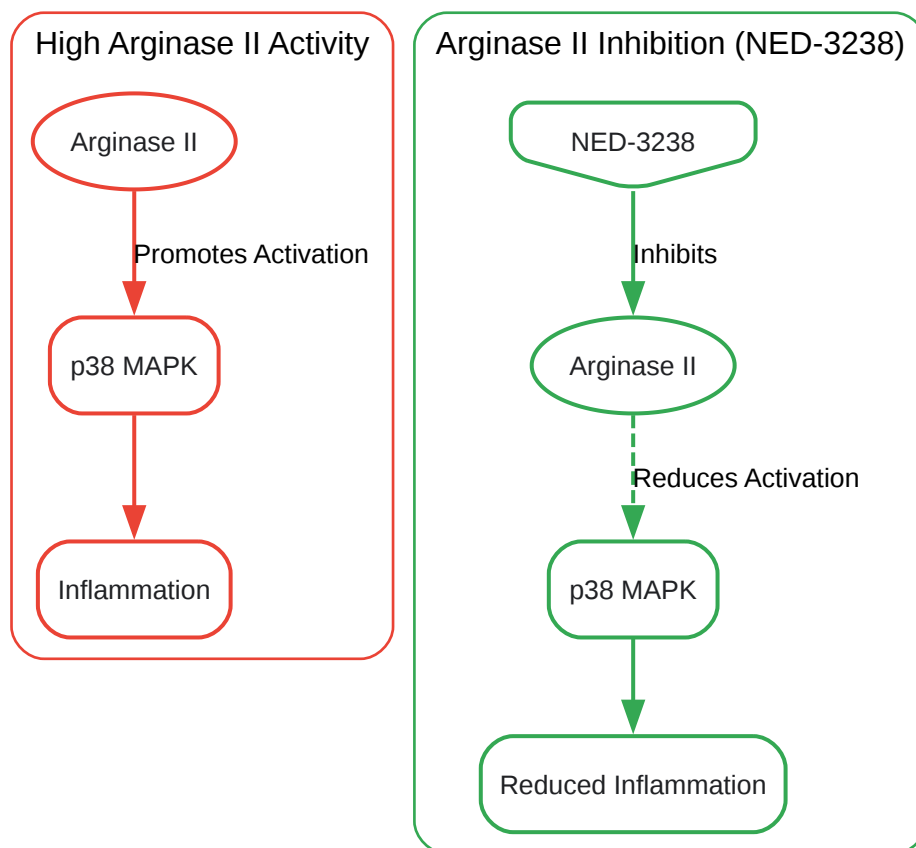 High Arginase II Activity
Arginase II
Promotes Activation
p38 MAPK
Inflammation
Arginase II Inhibition (NED-3238)
NED-3238
Inhibits
Arginase II
Reduces Activation
p38 MAPK
Reduced Inflammation